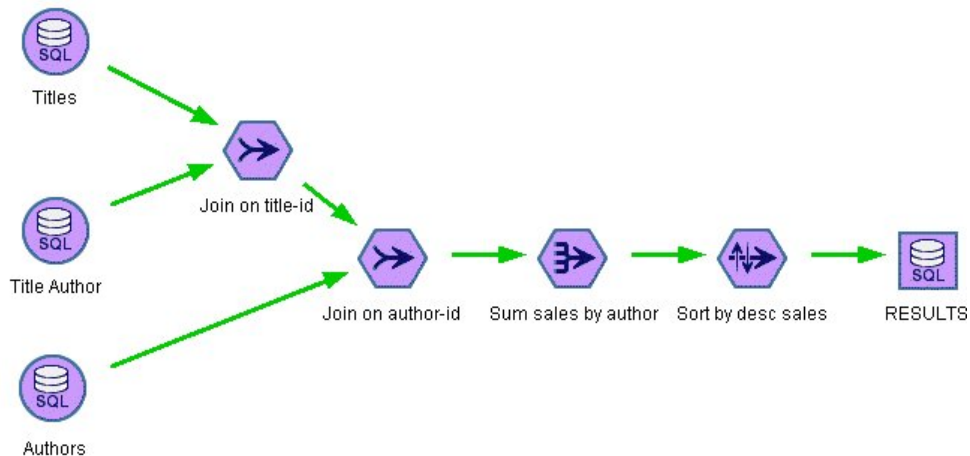 SQL
Titles
Join on title-id
SQL
Title Author
SQL
Join on author-id
Sum sales by author
Sort by desc sales
RESULTS
SQL
Authors